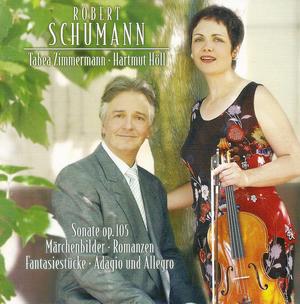 ROBERT
SCHUMANN
Tabea Zimmermann · Hartmut Höll
Sonate op. 105
Märchenbilder · Romanzen
Fantasiestücke · Adagio und Allegro